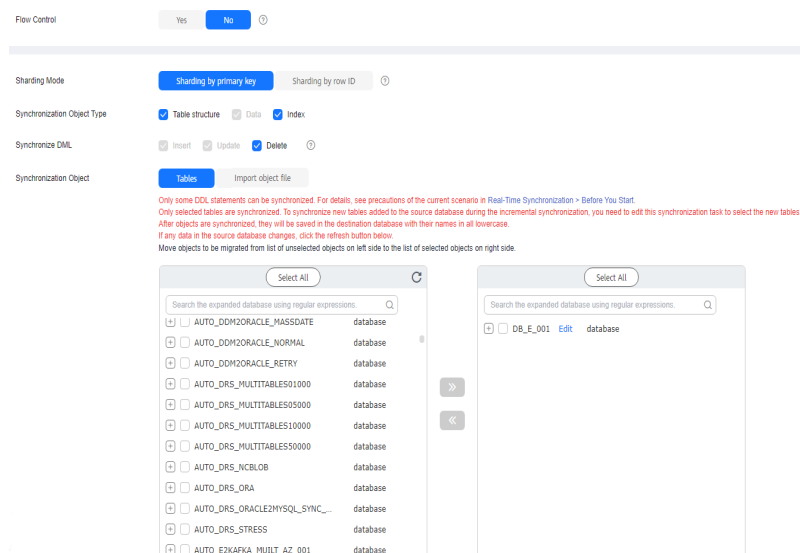 Flow Control Yes No
Sharding Mode Sharding by primary key Sharding by row ID
Synchronization Object Type Table structure Data Index
Synchronize DML Insert Update Delete
Synchronization Object Tables Import object file
Only some DDL statements can be synchronized. For details, see precautions of the current scenario in Real-Time Synchronization > Before You Start.
Only selected tables are synchronized. To synchronize new tables added to the source database during the incremental synchronization, you need to edit this synchronization task to select the new tables
After objects are synchronized, they will be saved in the destination database with their names in all lowercase.
If any data in the source database changes, click the refresh button below.
Move objects to be migrated from list of unselected objects on left side to the list of selected objects on right side.
Select All
Search the expanded database using regular expressions.
AUTO_DDM2ORACLE_MASSDATE database
AUTO_DDM2ORACLE_NORMAL database
AUTO_DDM2ORACLE_RETRY database
AUTO_DRS_MULTITABLES01000 database
AUTO_DRS_MULTITABLES05000 database
AUTO_DRS_MULTITABLES10000 database
AUTO_DRS_MULTITABLES50000 database
AUTO_DRS_NCBLOB database
AUTO_DRS_ORA database
AUTO_DRS_ORACLE2MYSQL_SYNC_... database
AUTO_DRS_STRESS database
AUTO_E2KAFKA_MUILT_AZ_001 database
Select All
Search the expanded database using regular expressions.
DB_E_001 Edit database